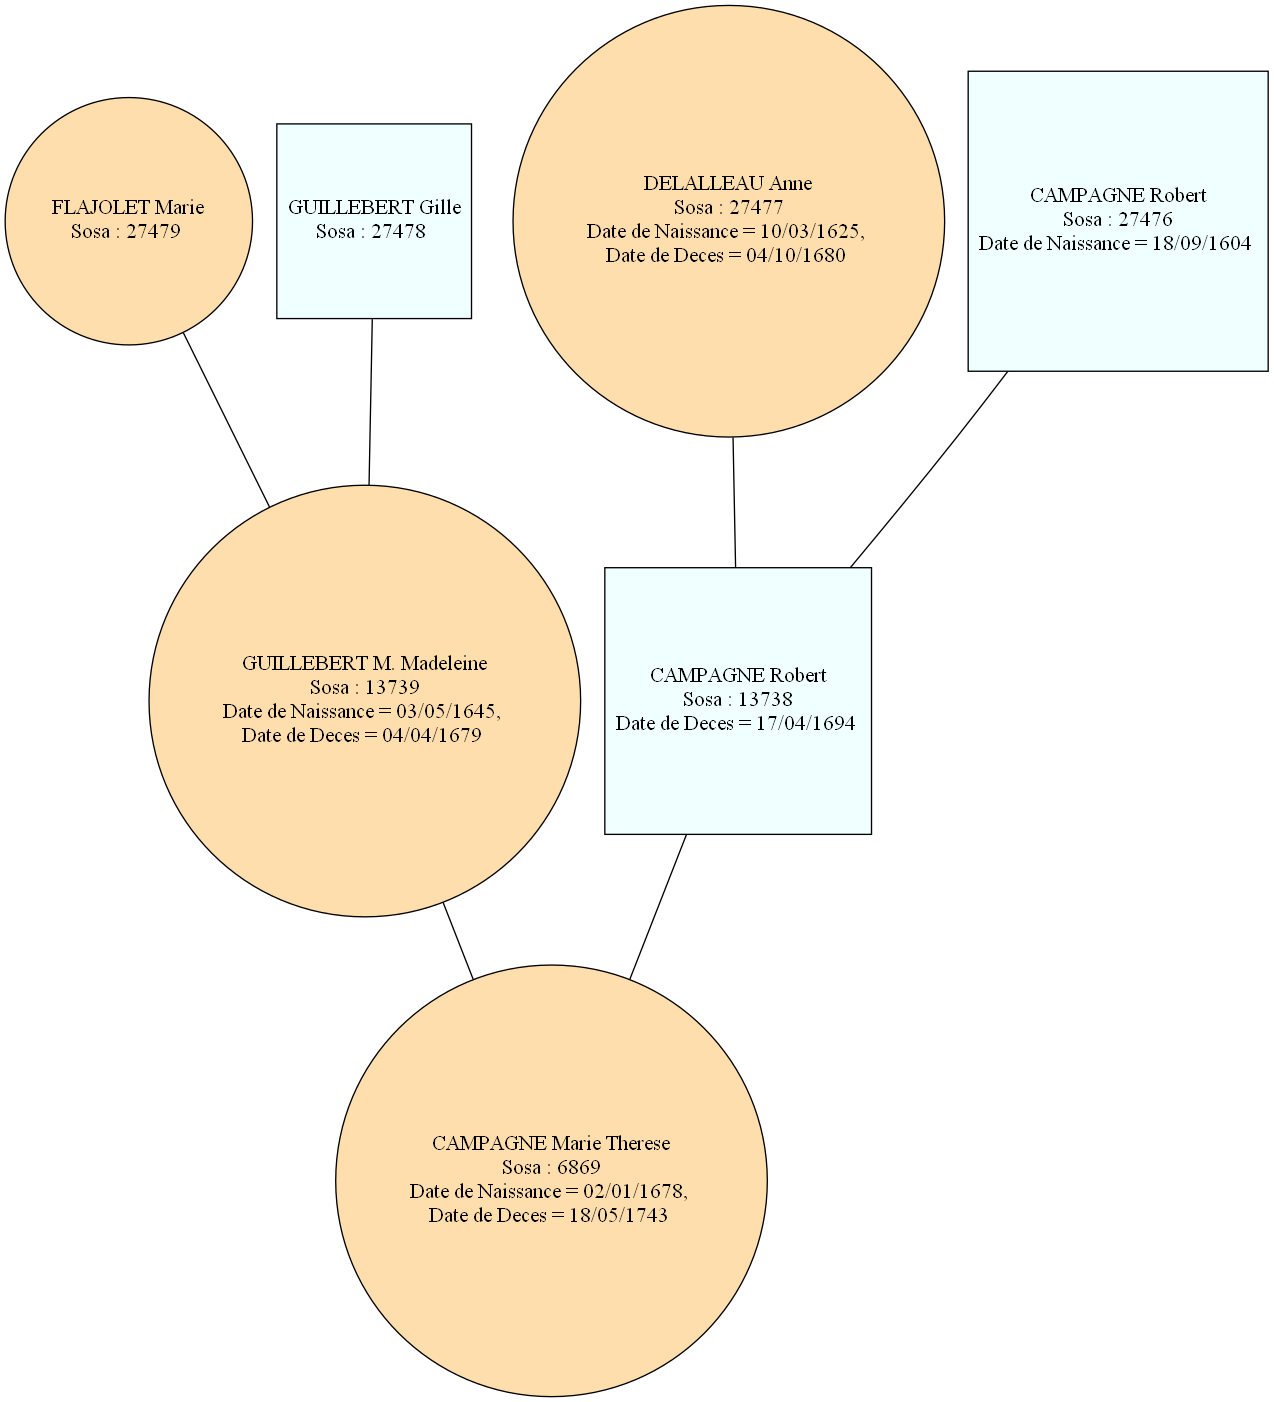 FLAJOLET Marie
Sosa : 27479
GUILLEBERT Gille
Sosa : 27478
DELALLEAU Anne
Sosa : 27477
Date de Naissance = 10/03/1625,
Date de Deces = 04/10/1680
CAMPAGNE Robert
Sosa : 27476
Date de Naissance = 18/09/1604
GUILLEBERT M. Madeleine
Sosa : 13739
Date de Naissance = 03/05/1645,
Date de Deces = 04/04/1679
CAMPAGNE Robert
Sosa : 13738
Date de Deces = 17/04/1694
CAMPAGNE Marie Therese
Sosa : 6869
Date de Naissance = 02/01/1678,
Date de Deces = 18/05/1743